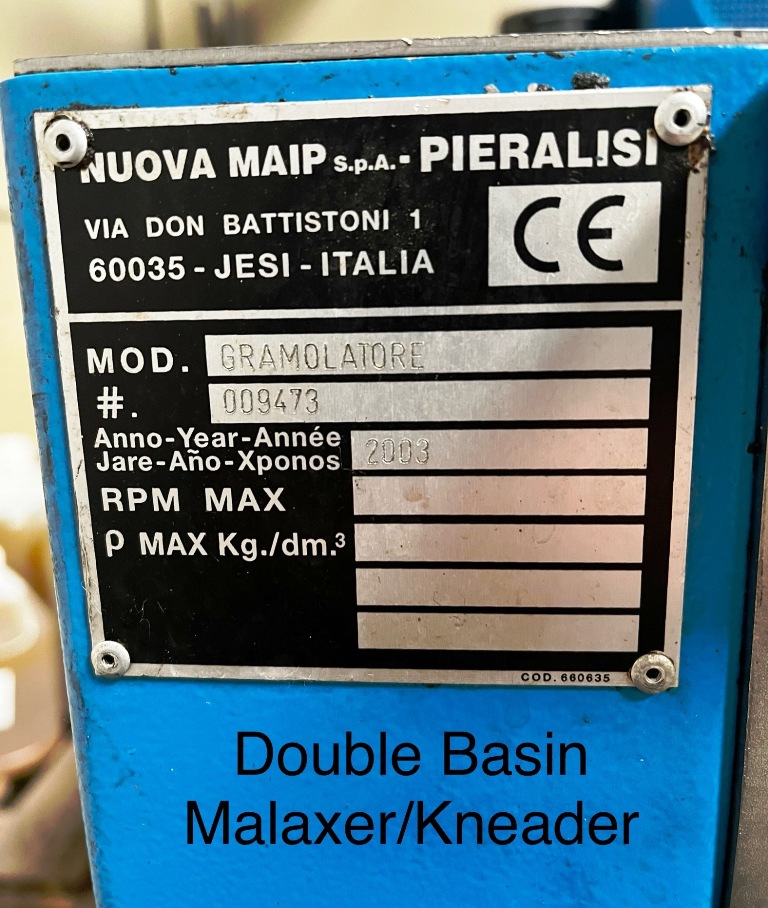 NUOVA MAIP S.p.A. - PIERALISI
VIA DON BATTISTONI 1
60035 - JESI - ITALIA
CE
MOD. GRAMOLATORE
#. 009473
Anno-Year-Année
Jare-Año-Xponos 2003
RPM MAX
ρ MAX Kg./dm.³
COD. 660635
Double Basin
Malaxer/Kneader